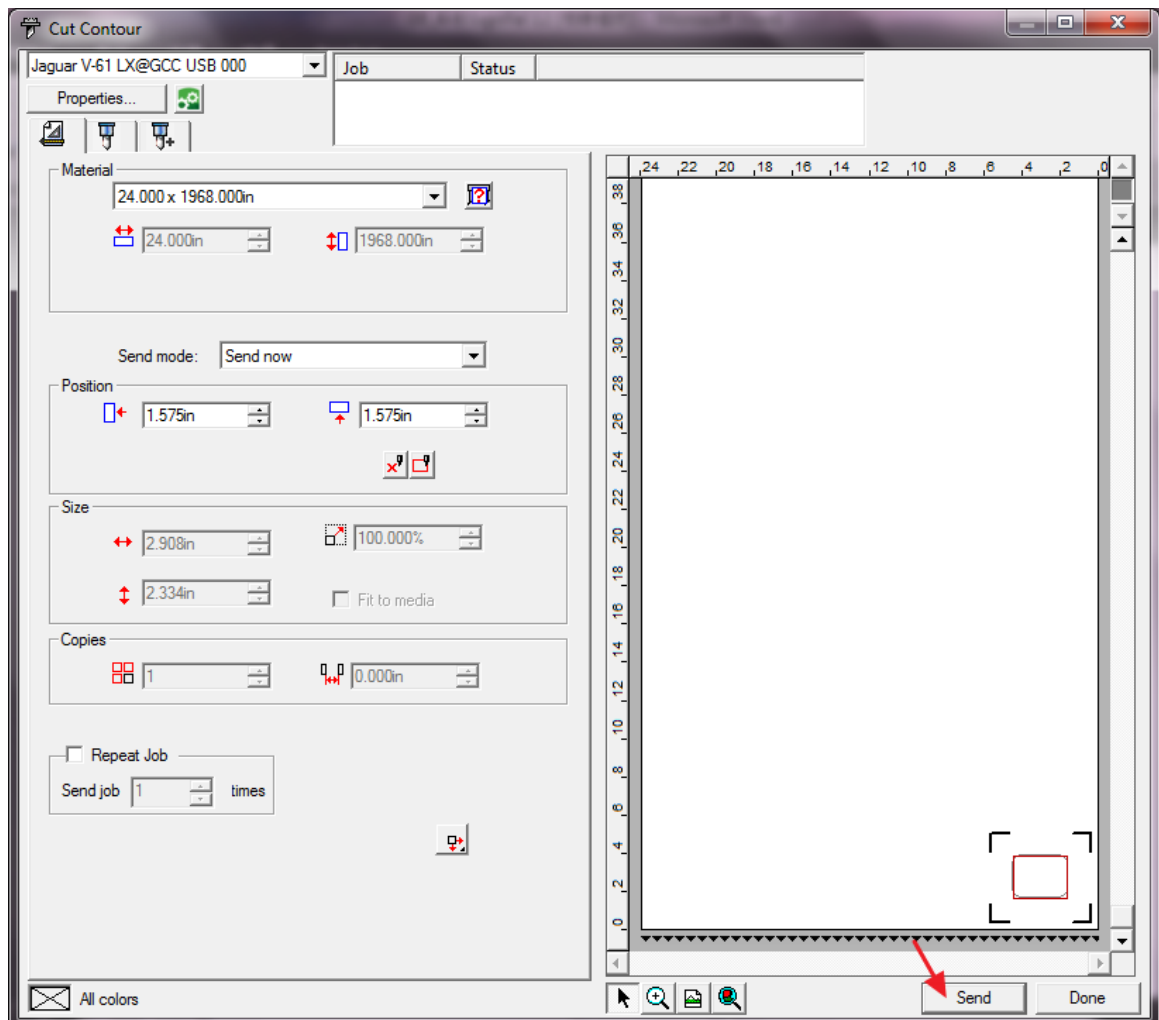 Cut Contour
Jaguar V-61 LX@GCC USB 000
Job Status
Properties...
Material
24.000 x 1968.000in
24.000in 1968.000in
Send mode: Send now
Position
1.575in 1.575in
Size
2.908in 100.000%
2.334in Fit to media
Copies
1 0.000in
Repeat Job
Send job 1 times
All colors
24 22 20 18 16 14 12 10 8 6 4 2 0
38
36
34
32
30
28
26
24
22
20
18
16
14
12
10
8
6
4
2
0
Send Done